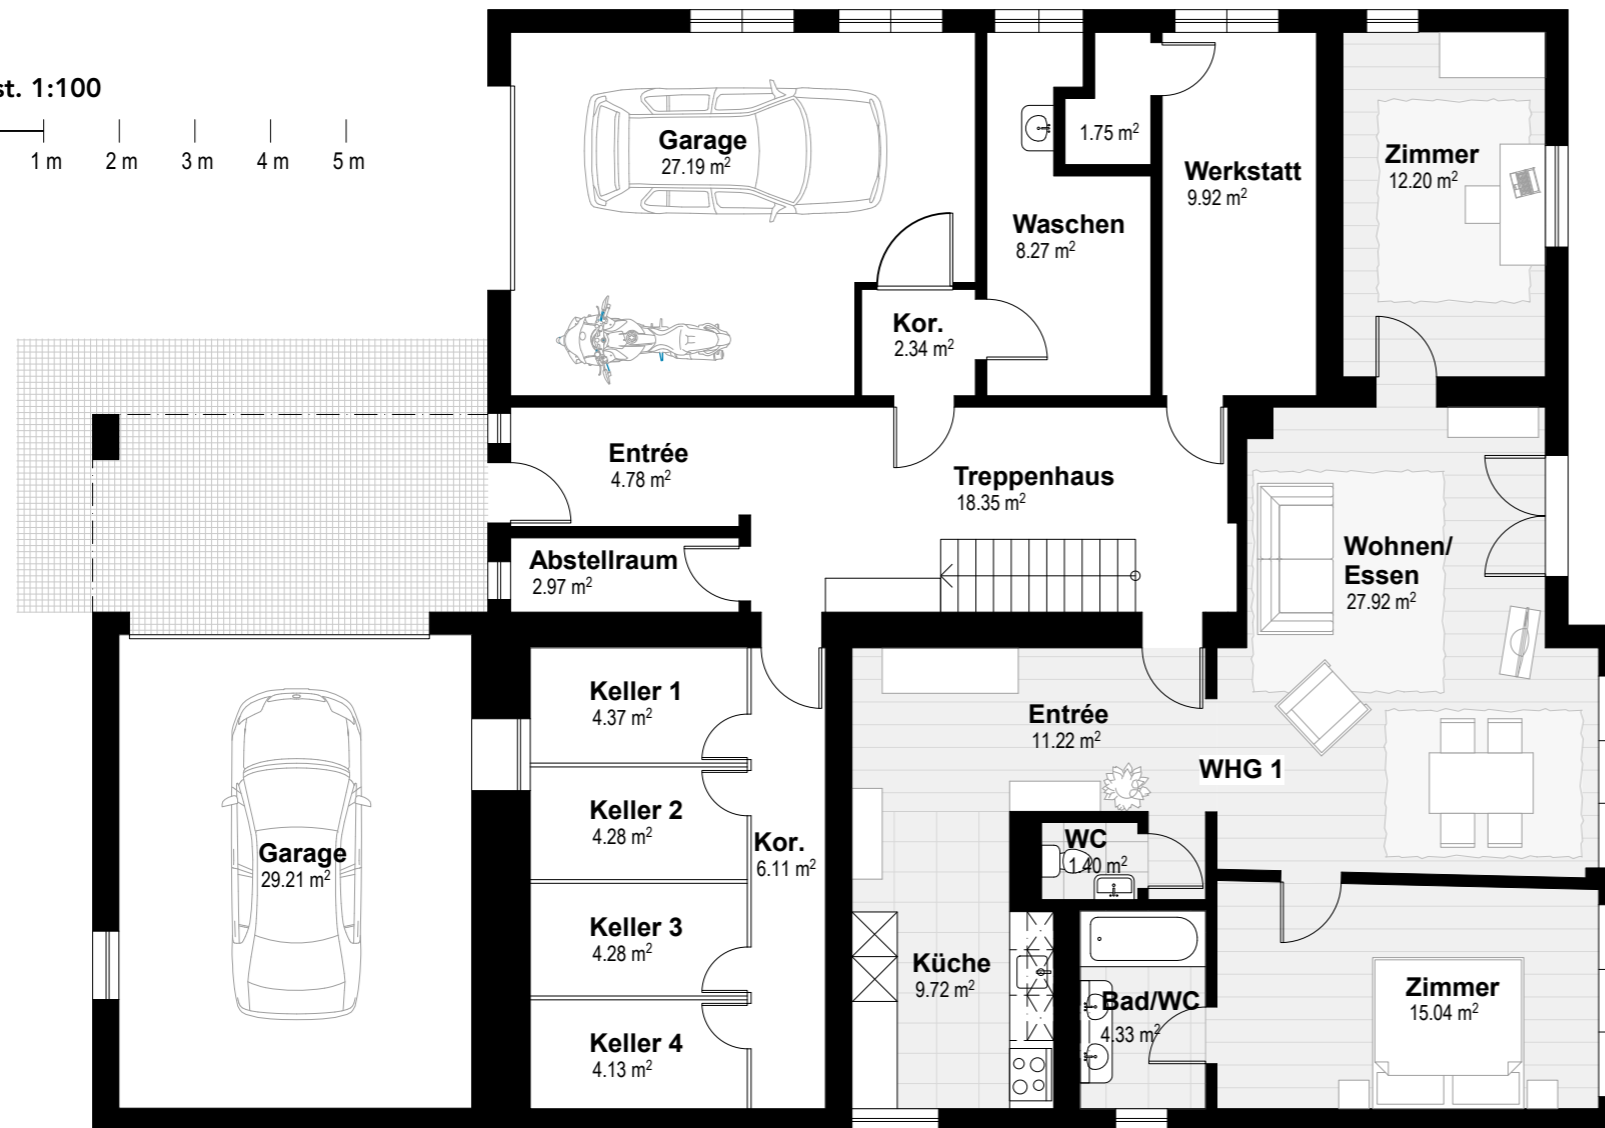 st. 1:100
1 m 2 m 3 m 4 m 5 m
Garage
27.19 m²
1.75 m²
Werkstatt
9.92 m²
Zimmer
12.20 m²
Waschen
8.27 m²
Kor.
2.34 m²
Entrée
4.78 m²
Treppenhaus
18.35 m²
Abstellraum
2.97 m²
Wohnen/
Essen
27.92 m²
Keller 1
4.37 m²
Entrée
11.22 m²
WHG 1
Keller 2
4.28 m²
Kor.
6.11 m²
WC
1.40 m²
Garage
29.21 m²
Keller 3
4.28 m²
Küche
9.72 m²
Bad/WC
4.33 m²
Zimmer
15.04 m²
Keller 4
4.13 m²